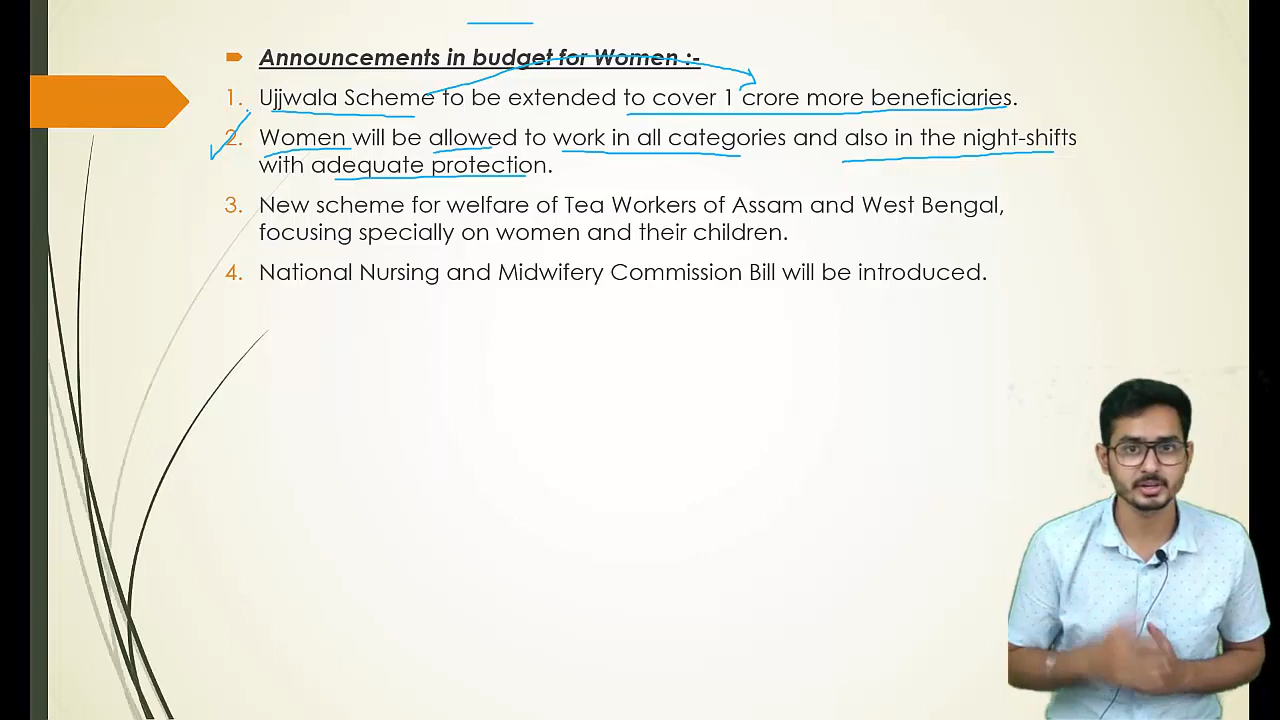 Announcements in budget for Women :-
1. Ujjwala Scheme to be extended to cover 1 crore more beneficiaries.
2. Women will be allowed to work in all categories and also in the night-shifts
with adequate protection.
3. New scheme for welfare of Tea Workers of Assam and West Bengal,
focusing specially on women and their children.
4. National Nursing and Midwifery Commission Bill will be introduced.